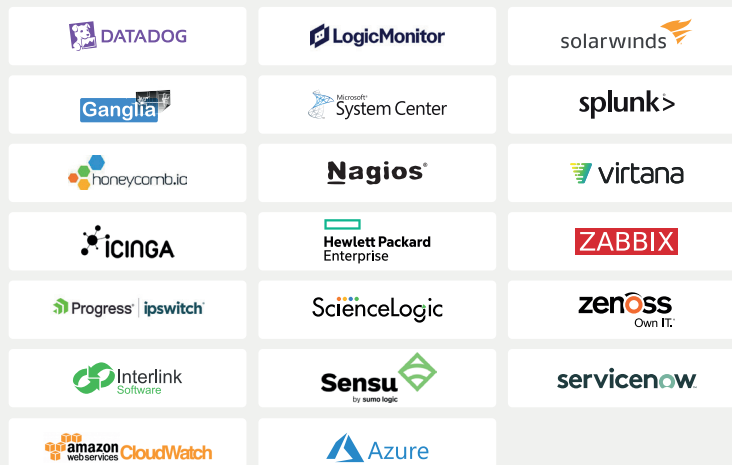 DATADOG
LogicMonitor
solarwinds
Ganglia
Microsoft®
System Center
splunk>
honeycomb.io
Nagios®
virtana
ICINGA
Hewlett Packard
Enterprise
ZABBIX
Progress® | ipswitch®
ScienceLogic
zenoss
Own IT.
Interlink
Software
Sensu
by sumo logic
servicenow
amazon
web services
CloudWatch
Azure